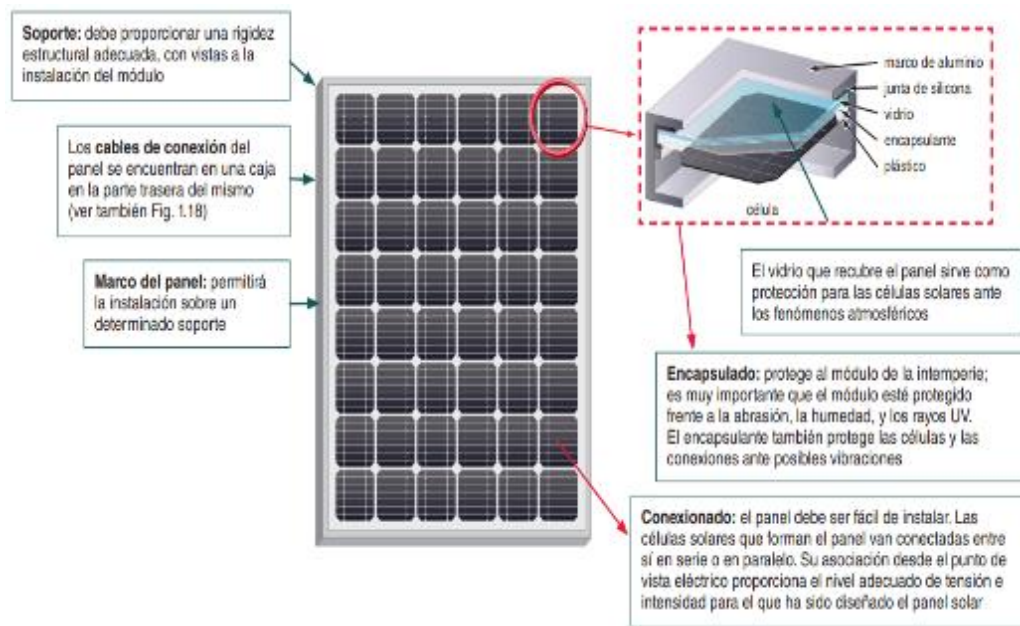 Soporte: debe proporcionar una rigidez
estructural adecuada, con vistas a la
instalación del módulo
Los cables de conexión del
panel se encuentran en una caja
en la parte trasera del mismo
(ver también Fig. 1.18)
Marco del panel: permitirá
la instalación sobre un
determinado soporte
marco de aluminio
junta de silicona
vidrio
encapsulante
plástico
célula
El vidrio que recubre el panel sirve como
protección para las células solares ante
los fenómenos atmosféricos
Encapsulado: protege al módulo de la intemperie;
es muy importante que el módulo esté protegido
frente a la abrasión, la humedad, y los rayos UV.
El encapsulante también protege las células y las
conexiones ante posibles vibraciones
Conexionado: el panel debe ser fácil de instalar. Las
células solares que forman el panel van conectadas entre
sí en serie o en paralelo. Su asociación desde el punto de
vista eléctrico proporciona el nivel adecuado de tensión e
intensidad para el que ha sido diseñado el panel solar